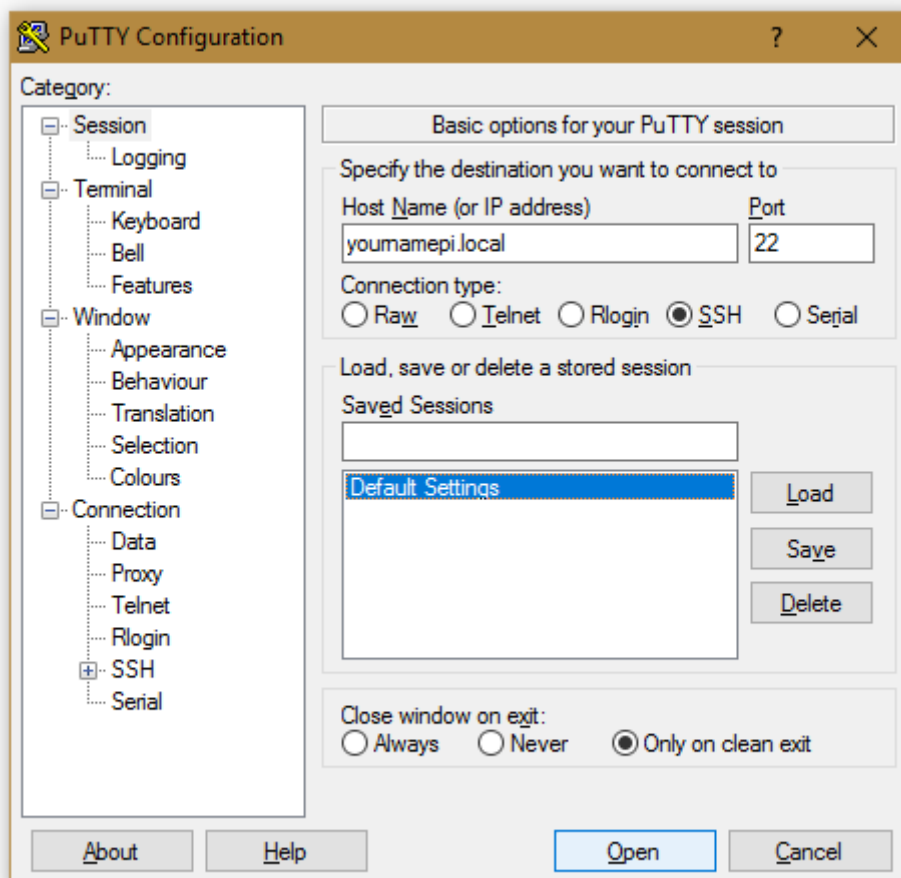 PuTTY Configuration
?
Category:
Session
Logging
Terminal
Keyboard
Bell
Features
Window
Appearance
Behaviour
Translation
Selection
Colours
Connection
Data
Proxy
Telnet
Rlogin
SSH
Serial
Basic options for your PuTTY session
Specify the destination you want to connect to
Host Name (or IP address) Port
yournamepi.local 22
Connection type:
Raw Telnet Rlogin SSH Serial
Load, save or delete a stored session
Saved Sessions
Default Settings
Load
Save
Delete
Close window on exit:
Always Never Only on clean exit
About Help Open Cancel